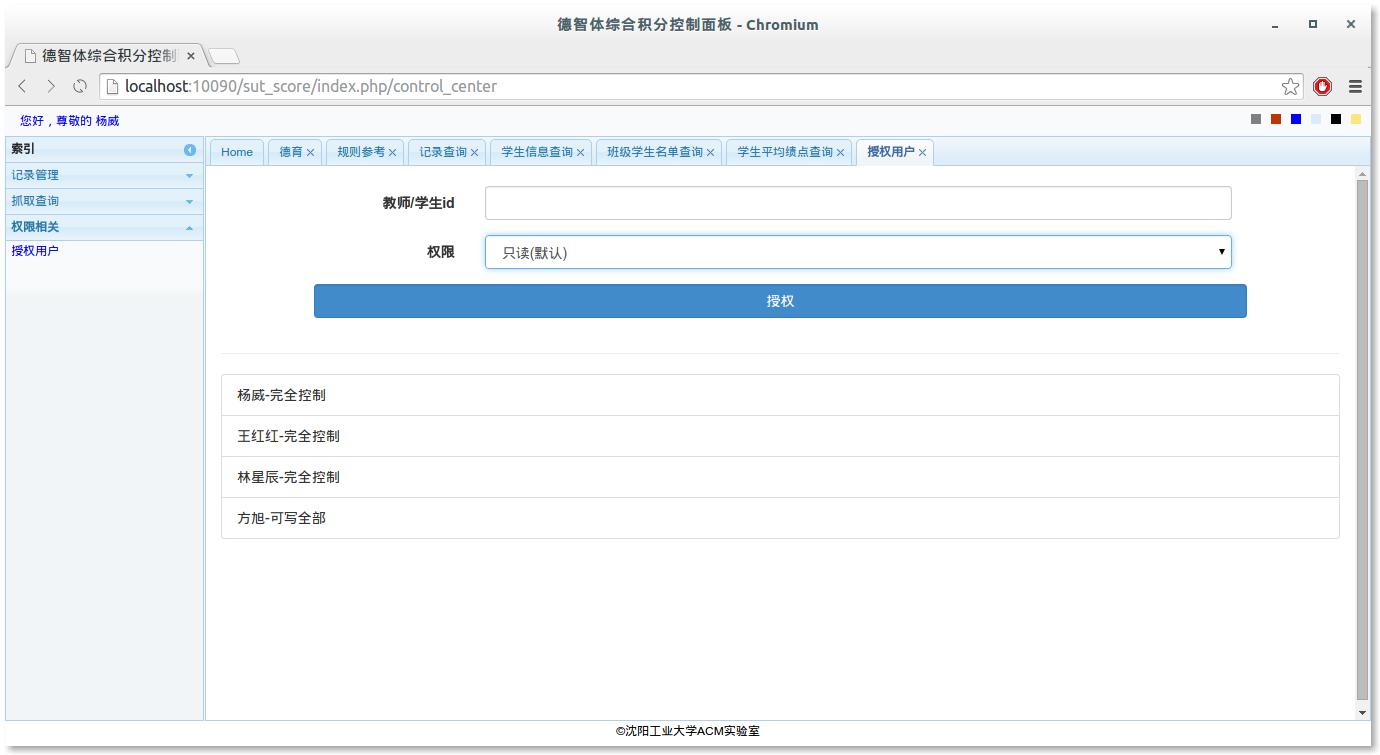 德智体综合积分控制面板 - Chromium
德智体综合积分控制
localhost:10090/sut_score/index.php/control_center
您好，尊敬的 杨威
索引
记录管理
抓取查询
权限相关
授权用户
Home 德育 规则参考 记录查询 学生信息查询 班级学生名单查询 学生平均绩点查询 授权用户
教师/学生id
权限 只读(默认)
授权
杨威-完全控制
王红红-完全控制
林星辰-完全控制
方旭-可写全部
©沈阳工业大学ACM实验室